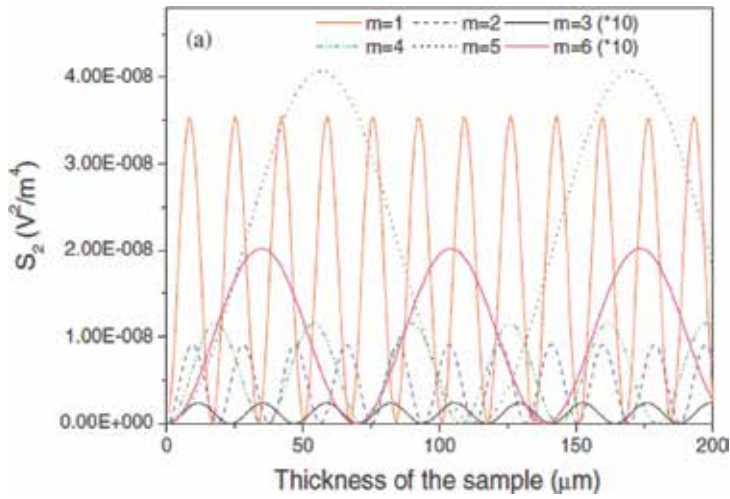 (a)
m=1 m=2 m=3 (*10)
m=4 m=5 m=6 (*10)
4.00E-008
3.00E-008
2.00E-008
1.00E-008
0.00E+000
S₂ (V²/m⁴)
0 50 100 150 200
Thickness of the sample (μm)